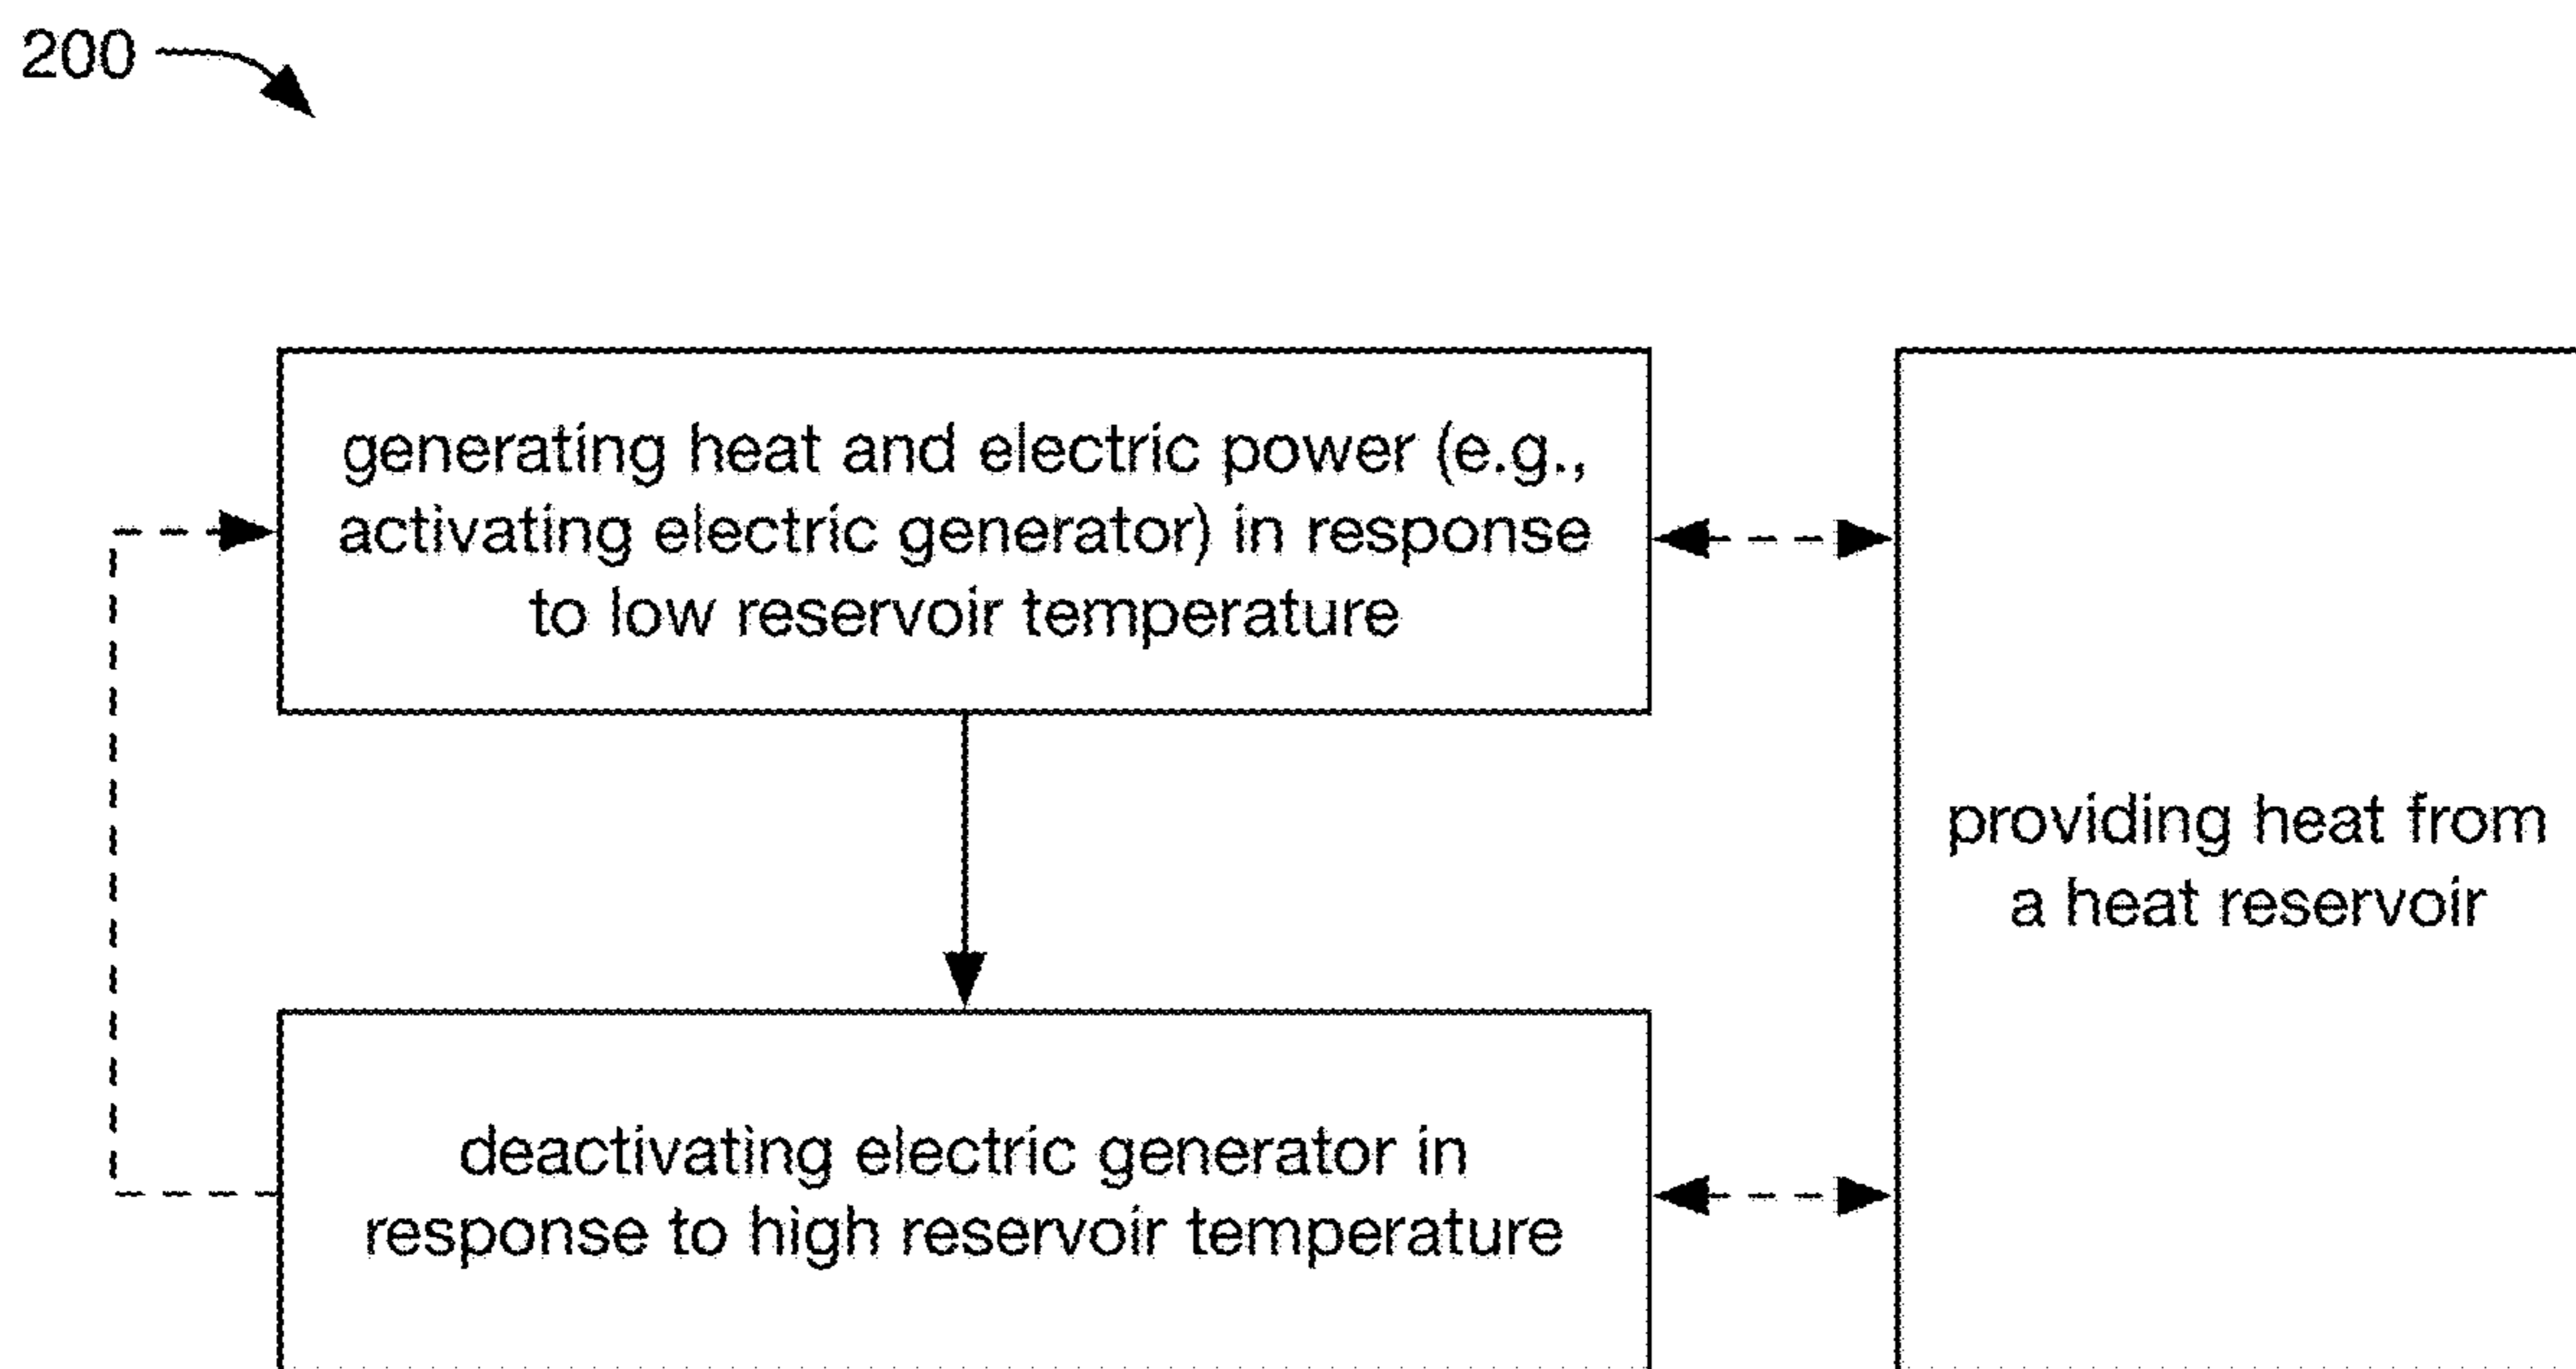 200
generating heat and electric power (e.g.,
activating electric generator) in response
to low reservoir temperature
providing heat from
a heat reservoir
deactivating electric generator in
response to high reservoir temperature